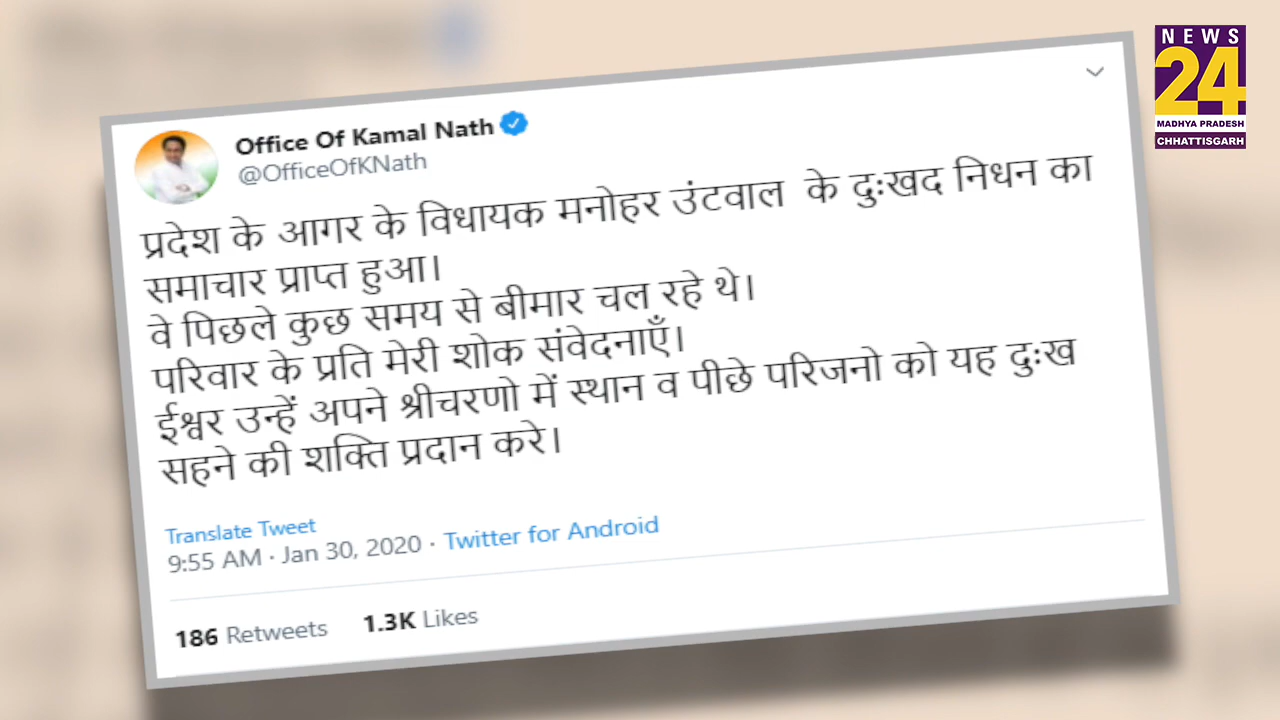 NEWS
24
MADHYA PRADESH
CHHATTISGARH
Office Of Kamal Nath
@OfficeOfKNath
प्रदेश के आगर के विधायक मनोहर उंटवाल के दुःखद निधन का
समाचार प्राप्त हुआ।
वे पिछले कुछ समय से बीमार चल रहे थे।
परिवार के प्रति मेरी शोक संवेदनाएँ।
ईश्वर उन्हें अपने श्रीचरणो में स्थान व पीछे परिजनो को यह दुःख
सहने की शक्ति प्रदान करे।
Translate Tweet
9:55 AM · Jan 30, 2020 · Twitter for Android
186 Retweets 1.3K Likes